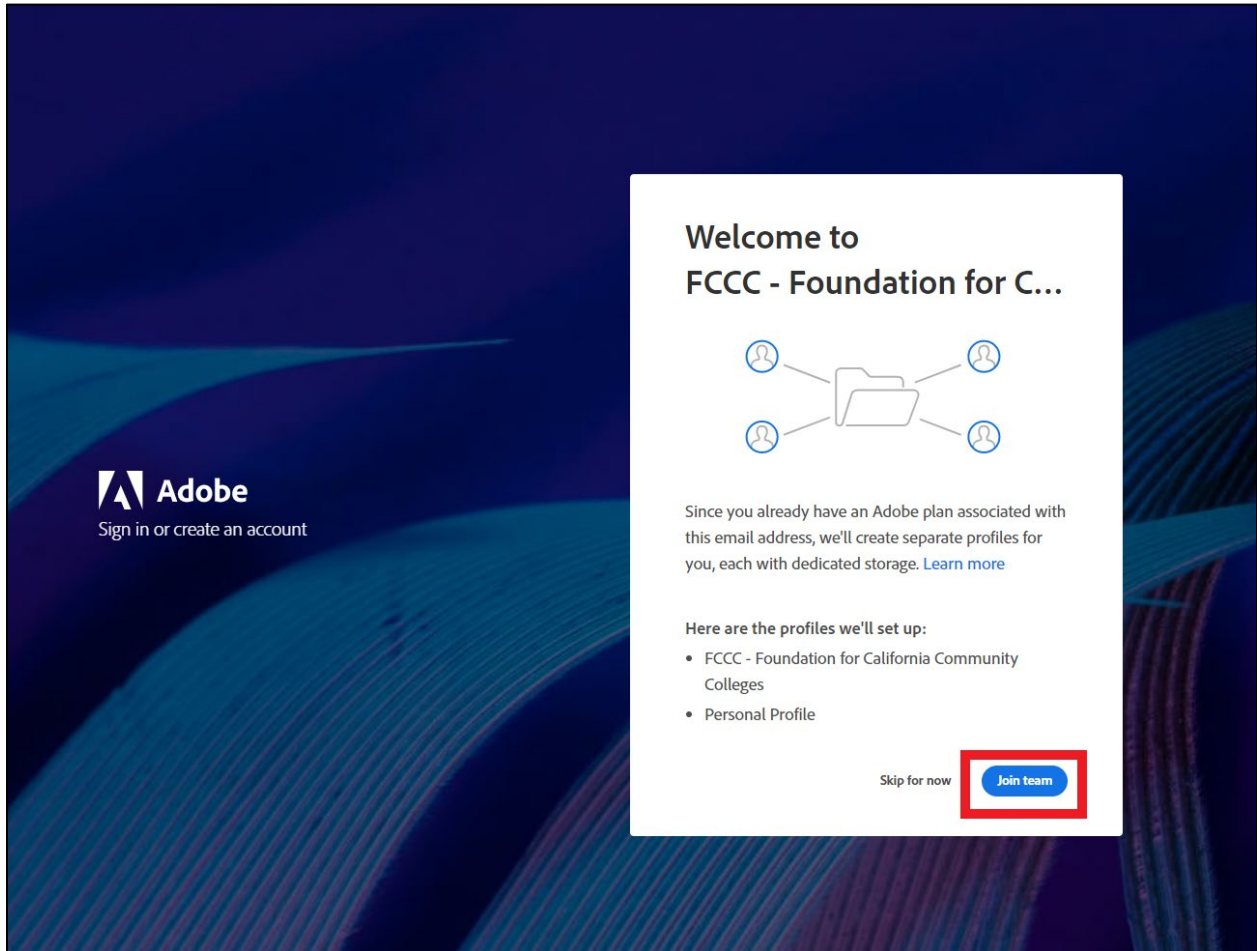 Adobe
Sign in or create an account
Welcome to
FCCC - Foundation for C...
Since you already have an Adobe plan associated with
this email address, we'll create separate profiles for
you, each with dedicated storage. Learn more
Here are the profiles we'll set up:
• FCCC - Foundation for California Community
Colleges
• Personal Profile
Skip for now
Join team